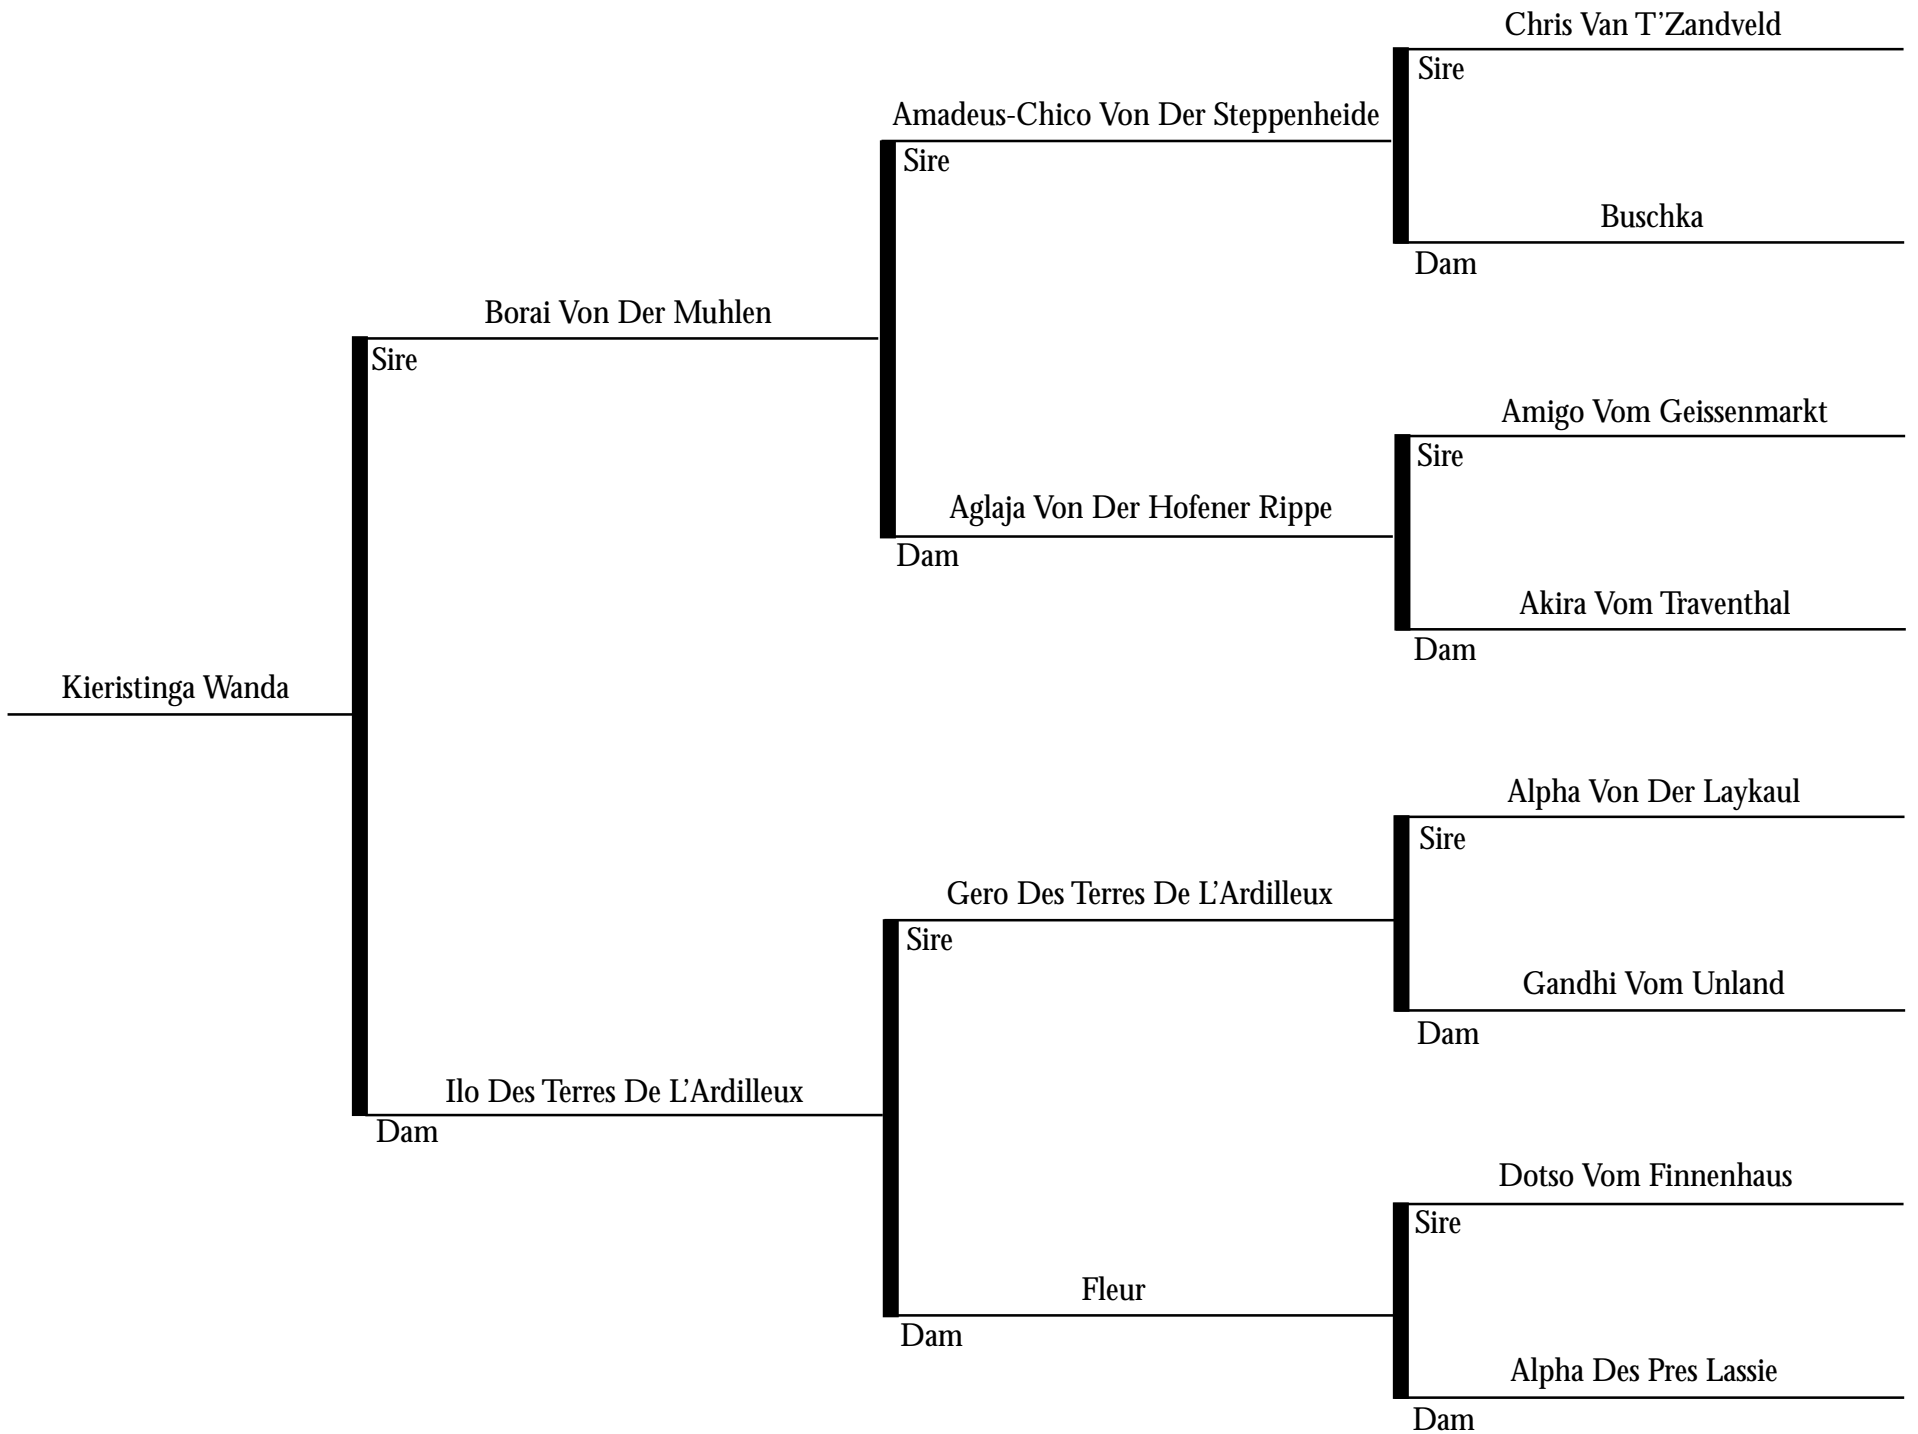 Chris Van T’Zandveld
Sire
Amadeus-Chico Von Der Steppenheide
Sire
Buschka
Dam
Borai Von Der Muhlen
Sire
Amigo Vom Geissenmarkt
Sire
Aglaja Von Der Hofener Rippe
Dam
Akira Vom Traventhal
Dam
Kieristinga Wanda
Alpha Von Der Laykaul
Sire
Gero Des Terres De L’Ardilleux
Sire
Gandhi Vom Unland
Dam
Ilo Des Terres De L’Ardilleux
Dam
Dotso Vom Finnenhaus
Sire
Fleur
Dam
Alpha Des Pres Lassie
Dam